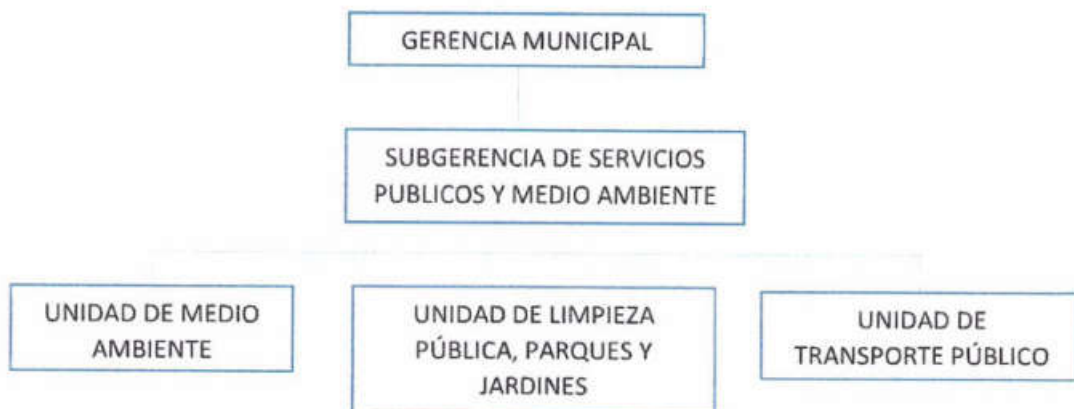 GERENCIA MUNICIPAL
SUBGERENCIA DE SERVICIOS
PUBLICOS Y MEDIO AMBIENTE
UNIDAD DE MEDIO
AMBIENTE
UNIDAD DE LIMPIEZA
PÚBLICA, PARQUES Y
JARDINES
UNIDAD DE
TRANSPORTE PÚBLICO